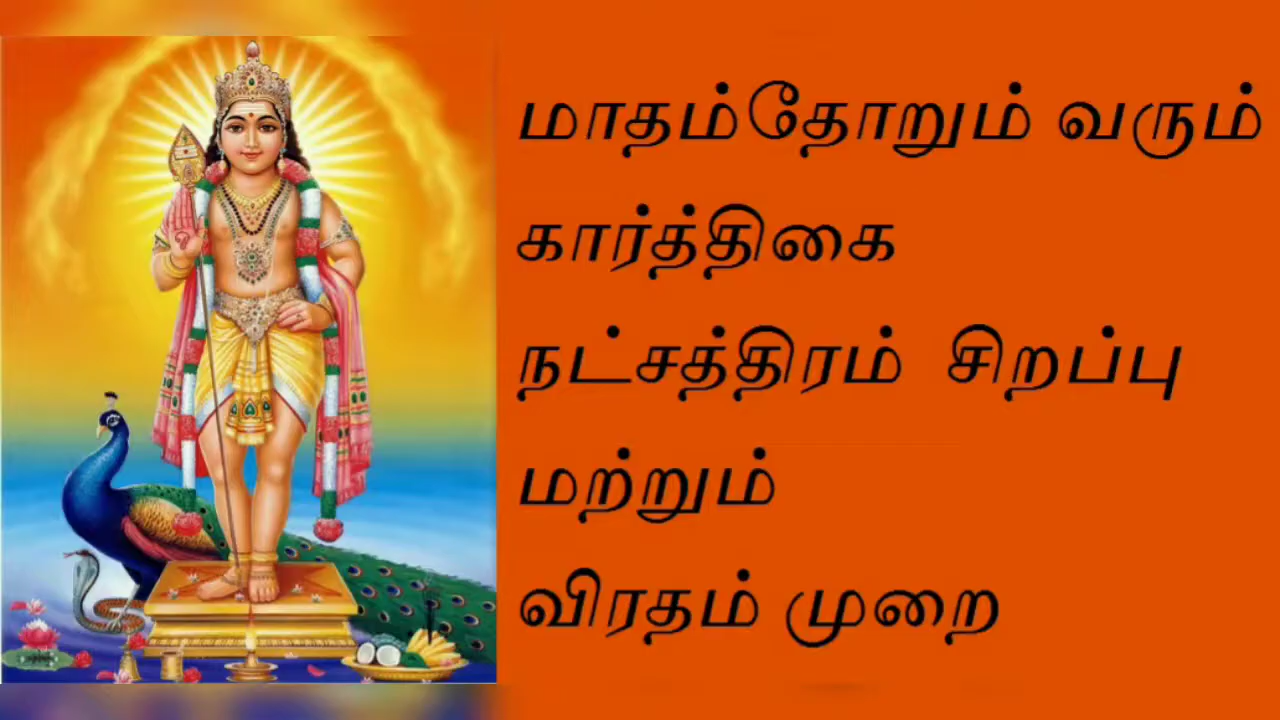 மாதம்தோறும் வரும்
கார்த்திகை
நட்சத்திரம் சிறப்பு
மற்றும்
விரதம் முறை